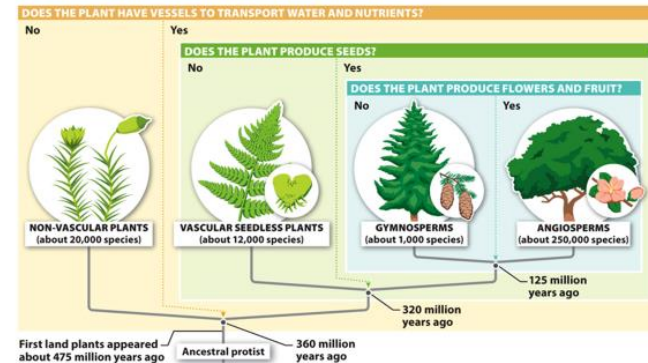 DOES THE PLANT HAVE VESSELS TO TRANSPORT WATER AND NUTRIENTS?
No
Yes
DOES THE PLANT PRODUCE SEEDS?
No
Yes
DOES THE PLANT PRODUCE FLOWERS AND FRUIT?
No
Yes
NON-VASCULAR PLANTS
(about 20,000 species)
VASCULAR SEEDLESS PLANTS
(about 12,000 species)
GYMNOSPERMS
(about 1,000 species)
ANGIOSPERMS
(about 250,000 species)
125 million
years ago
320 million
years ago
360 million
years ago
First land plants appeared
about 475 million years ago
Ancestral protist